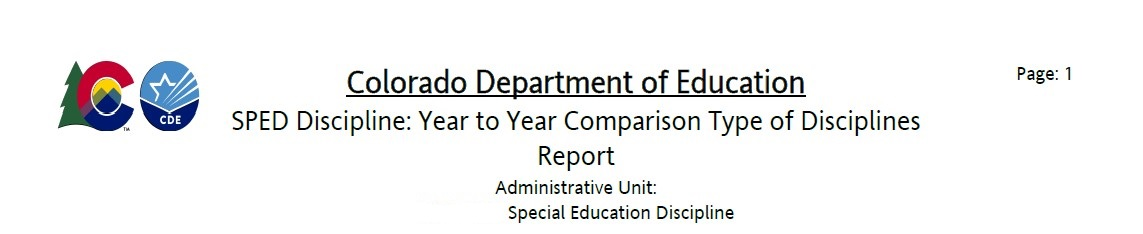 Colorado Department of Education
Page: 1
SPED Discipline: Year to Year Comparison Type of Disciplines
Report
Administrative Unit:
Special Education Discipline
CDE
TM